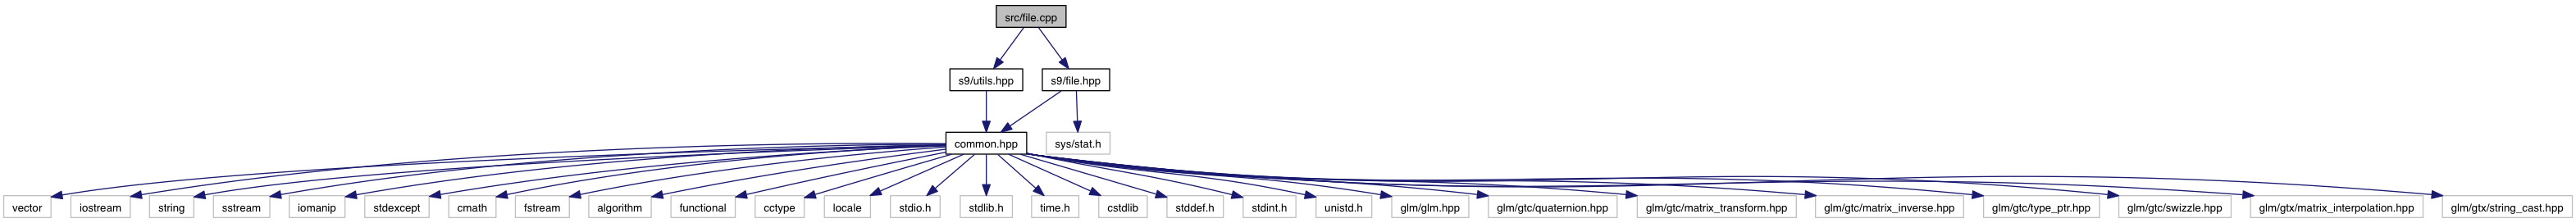 src/file.cpp
s9/utils.hpp
s9/file.hpp
common.hpp
sys/stat.h
vector
iostream
string
sstream
iomanip
stdexcept
cmath
fstream
algorithm
functional
cctype
locale
stdio.h
stdlib.h
time.h
cstdlib
stddef.h
stdint.h
unistd.h
glm/glm.hpp
glm/gtc/quaternion.hpp
glm/gtc/matrix_transform.hpp
glm/gtc/matrix_inverse.hpp
glm/gtc/type_ptr.hpp
glm/gtc/swizzle.hpp
glm/gtx/matrix_interpolation.hpp
glm/gtx/string_cast.hpp